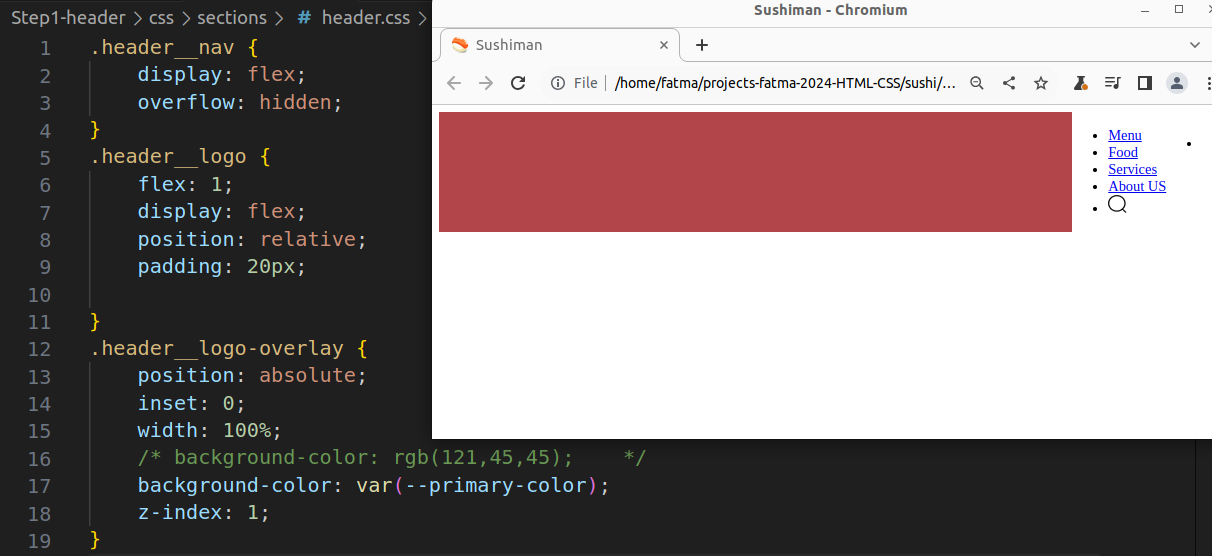 Step1-header > css > sections > # header.css >
1 .header__nav {
2 display: flex;
3 overflow: hidden;
4 }
5 .header__logo {
6 flex: 1;
7 display: flex;
8 position: relative;
9 padding: 20px;
10
11 }
12 .header__logo-overlay {
13 position: absolute;
14 inset: 0;
15 width: 100%;
16 /* background-color: rgb(121,45,45); */
17 background-color: var(--primary-color);
18 z-index: 1;
19 }
Sushiman - Chromium
Sushiman
File | /home/fatma/projects-fatma-2024-HTML-CSS/sushi/…
Menu
Food
Services
About US